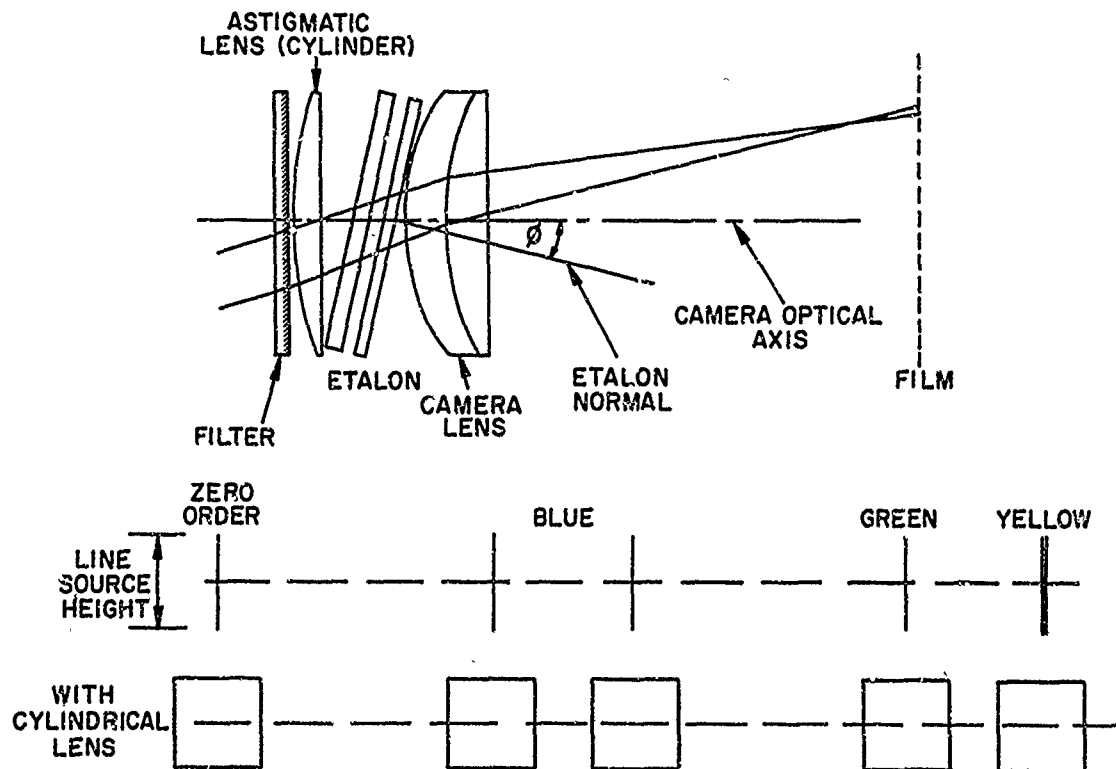 ASTIGMATIC
LENS (CYLINDER)
Ø
CAMERA OPTICAL
AXIS
ETALON
ETALON
NORMAL
FILM
CAMERA
LENS
FILTER
ZERO
ORDER
BLUE
GREEN
YELLOW
LINE
SOURCE
HEIGHT
WITH
CYLINDRICAL
LENS